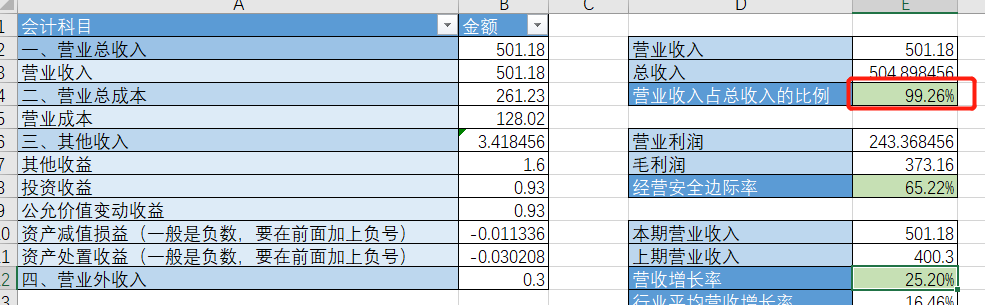 A B C D E
1 会计科目 金额
2 一、营业总收入 501.18 营业收入 501.18
3 营业收入 501.18 总收入 504.898456
4 二、营业总成本 261.23 营业收入占总收入的比例 99.26%
5 营业成本 128.02
6 三、其他收入 3.418456 营业利润 243.368456
7 其他收益 1.6 毛利润 373.16
8 投资收益 0.93 经营安全边际率 65.22%
9 公允价值变动收益 0.93
10 资产减值损益（一般是负数，要在前面加上负号） -0.011336 本期营业收入 501.18
11 资产处置收益（一般是负数，要在前面加上负号） -0.030208 上期营业收入 400.3
12 四、营业外收入 0.3 营收增长率 25.20%
行业平均营收增长率 16.46%